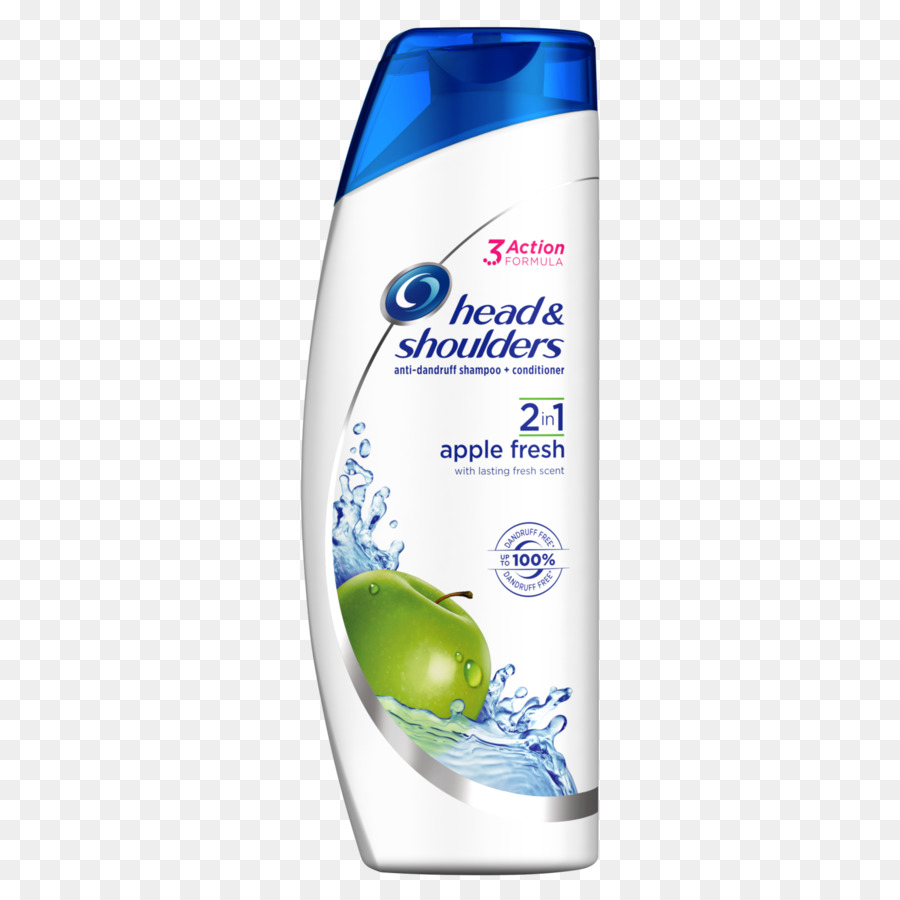 3 Action
FORMULA
head &
shoulders
anti-dandruff shampoo + conditioner
2in1
apple fresh
with lasting fresh scent
DANDRUFF FREE*
UP TO 100%
DANDRUFF FREE*